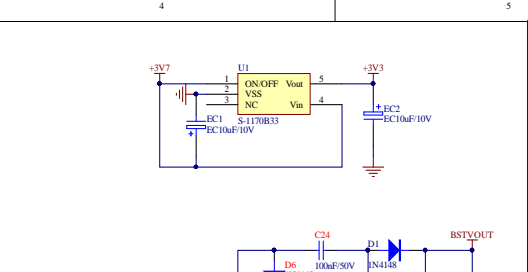 4 5
+3V7 U1 +3V3
1 ON/OFF Vout 5
2 VSS
3 NC Vin 4
S-1170B33
EC1
EC10uF/10V
+
+ EC2
EC10uF/10V
C24
100nF/50V
D1
1N4148
BSTVOUT
D6